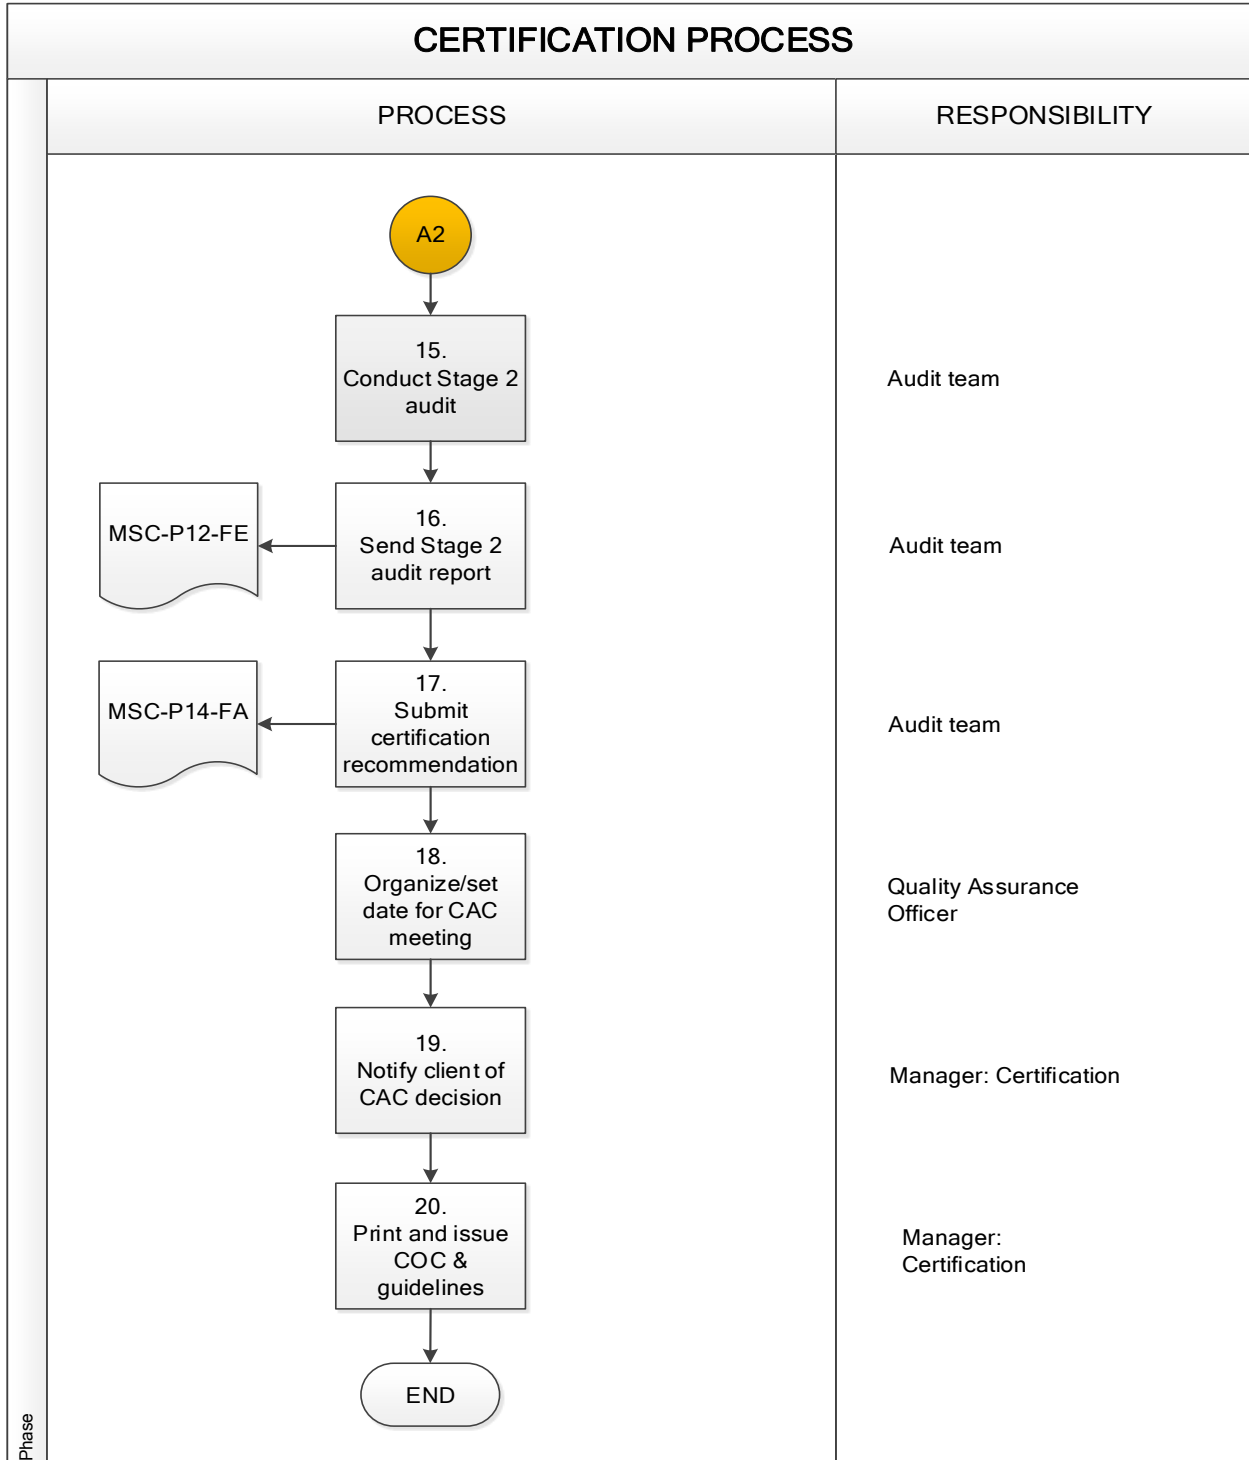 CERTIFICATION PROCESS
PROCESS
RESPONSIBILITY
A2
15.
Conduct Stage 2
audit
Audit team
MSC-P12-FE
16.
Send Stage 2
audit report
Audit team
MSC-P14-FA
17.
Submit
certification
recommendation
Audit team
18.
Organize/set
date for CAC
meeting
Quality Assurance
Officer
19.
Notify client of
CAC decision
Manager: Certification
20.
Print and issue
COC &
guidelines
Manager:
Certification
END
Phase